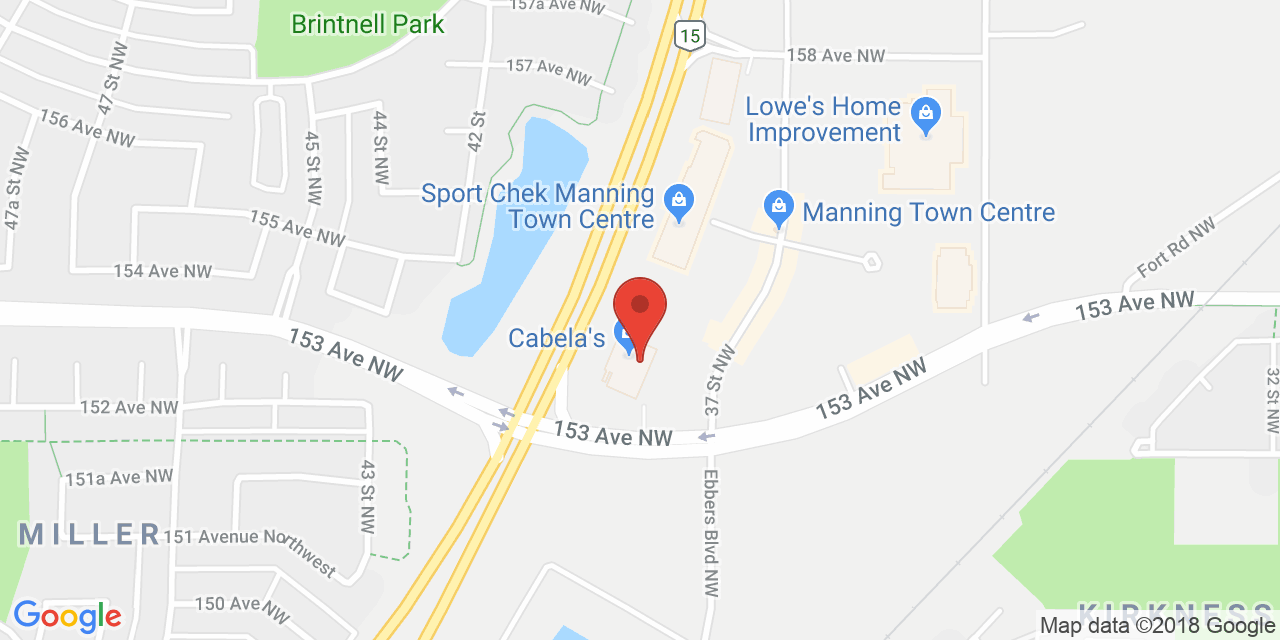 157a Ave NW
Brintnell Park
15
158 Ave NW
157 Ave NW
47 St NW
Lowe's Home
Improvement
156 Ave NW
44 St NW
42 St
45 St NW
47a St NW
Sport Chek Manning
Town Centre
Manning Town Centre
155 Ave NW
Fort Rd NW
154 Ave NW
153 Ave NW
153 Ave NW
Cabela's
37 St NW
153 Ave NW
32 St NW
152 Ave NW
153 Ave NW
151a Ave NW
43 St NW
Ebbers Blvd NW
MILLER
151 Avenue Northwest
150 Ave NW
Google
KIRKNESS
Map data ©2018 Google